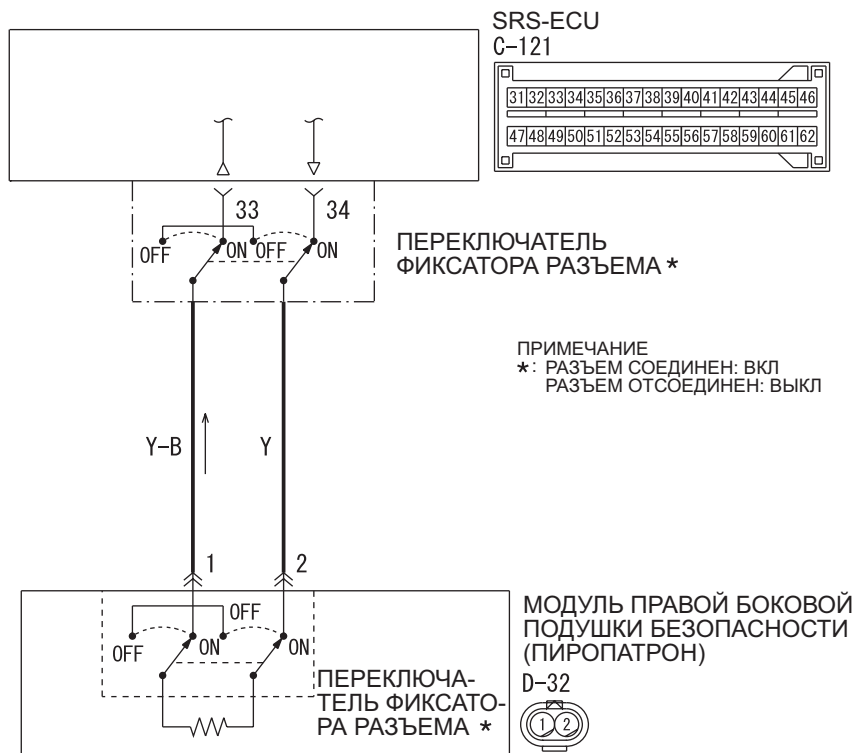 SRS-ECU
C-121
31 32 33 34 35 36 37 38 39 40 41 42 43 44 45 46
47 48 49 50 51 52 53 54 55 56 57 58 59 60 61 62
33 34
OFF ON OFF ON
ПЕРЕКЛЮЧАТЕЛЬ
ФИКСАТОРА РАЗЪЕМА *
ПРИМЕЧАНИЕ
*: РАЗЪЕМ СОЕДИНЕН: ВКЛ
РАЗЪЕМ ОТСОЕДИНЕН: ВЫКЛ
Y-B Y
1 2
OFF
OFF ON ON
ПЕРЕКЛЮЧА-
ТЕЛЬ ФИКСАТО-
РА РАЗЪЕМА *
МОДУЛЬ ПРАВОЙ БОКОВОЙ
ПОДУШКИ БЕЗОПАСНОСТИ
(ПИРОПАТРОН)
D-32
1 2